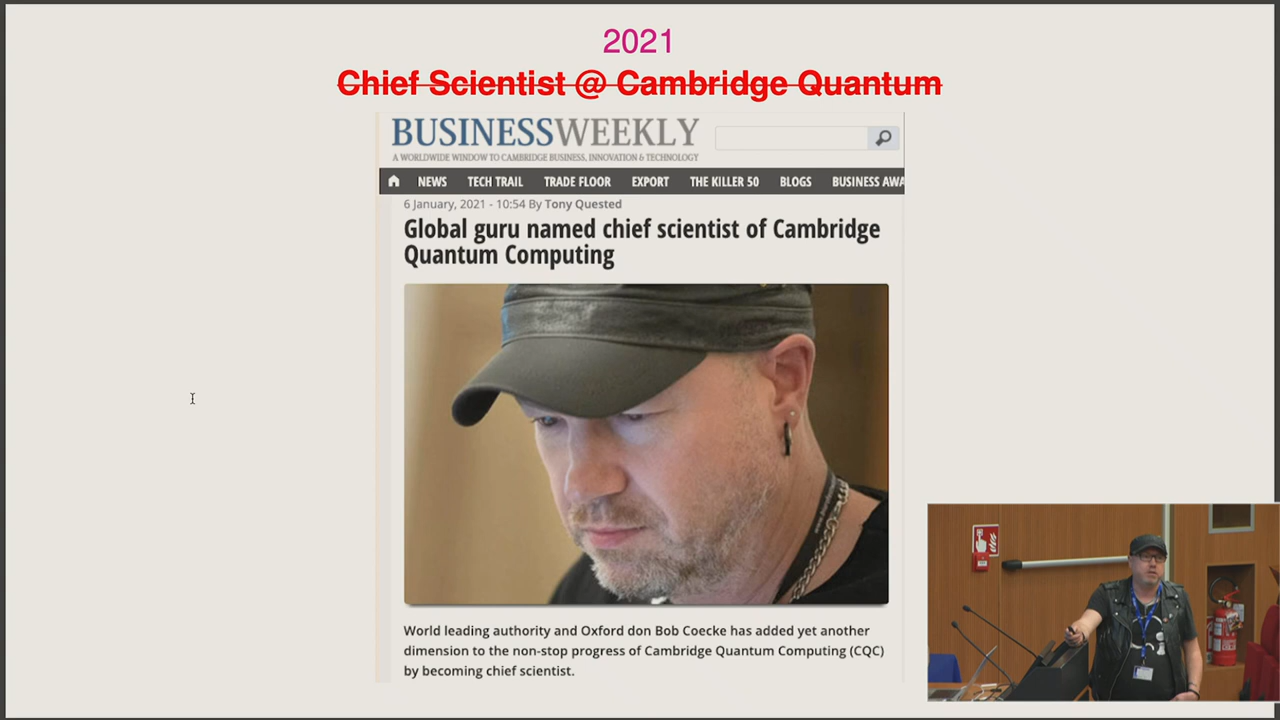 2021
Chief Scientist @ Cambridge Quantum
BUSINESSWEEKLY
A WORLDWIDE WINDOW TO CAMBRIDGE BUSINESS, INNOVATION & TECHNOLOGY
NEWS TECH TRAIL TRADE FLOOR EXPORT THE KILLER 50 BLOGS BUSINESS AWA
6 January, 2021 - 10:54 By Tony Quested
Global guru named chief scientist of Cambridge
Quantum Computing
World leading authority and Oxford don Bob Coecke has added yet another
dimension to the non-stop progress of Cambridge Quantum Computing (CQC)
by becoming chief scientist.